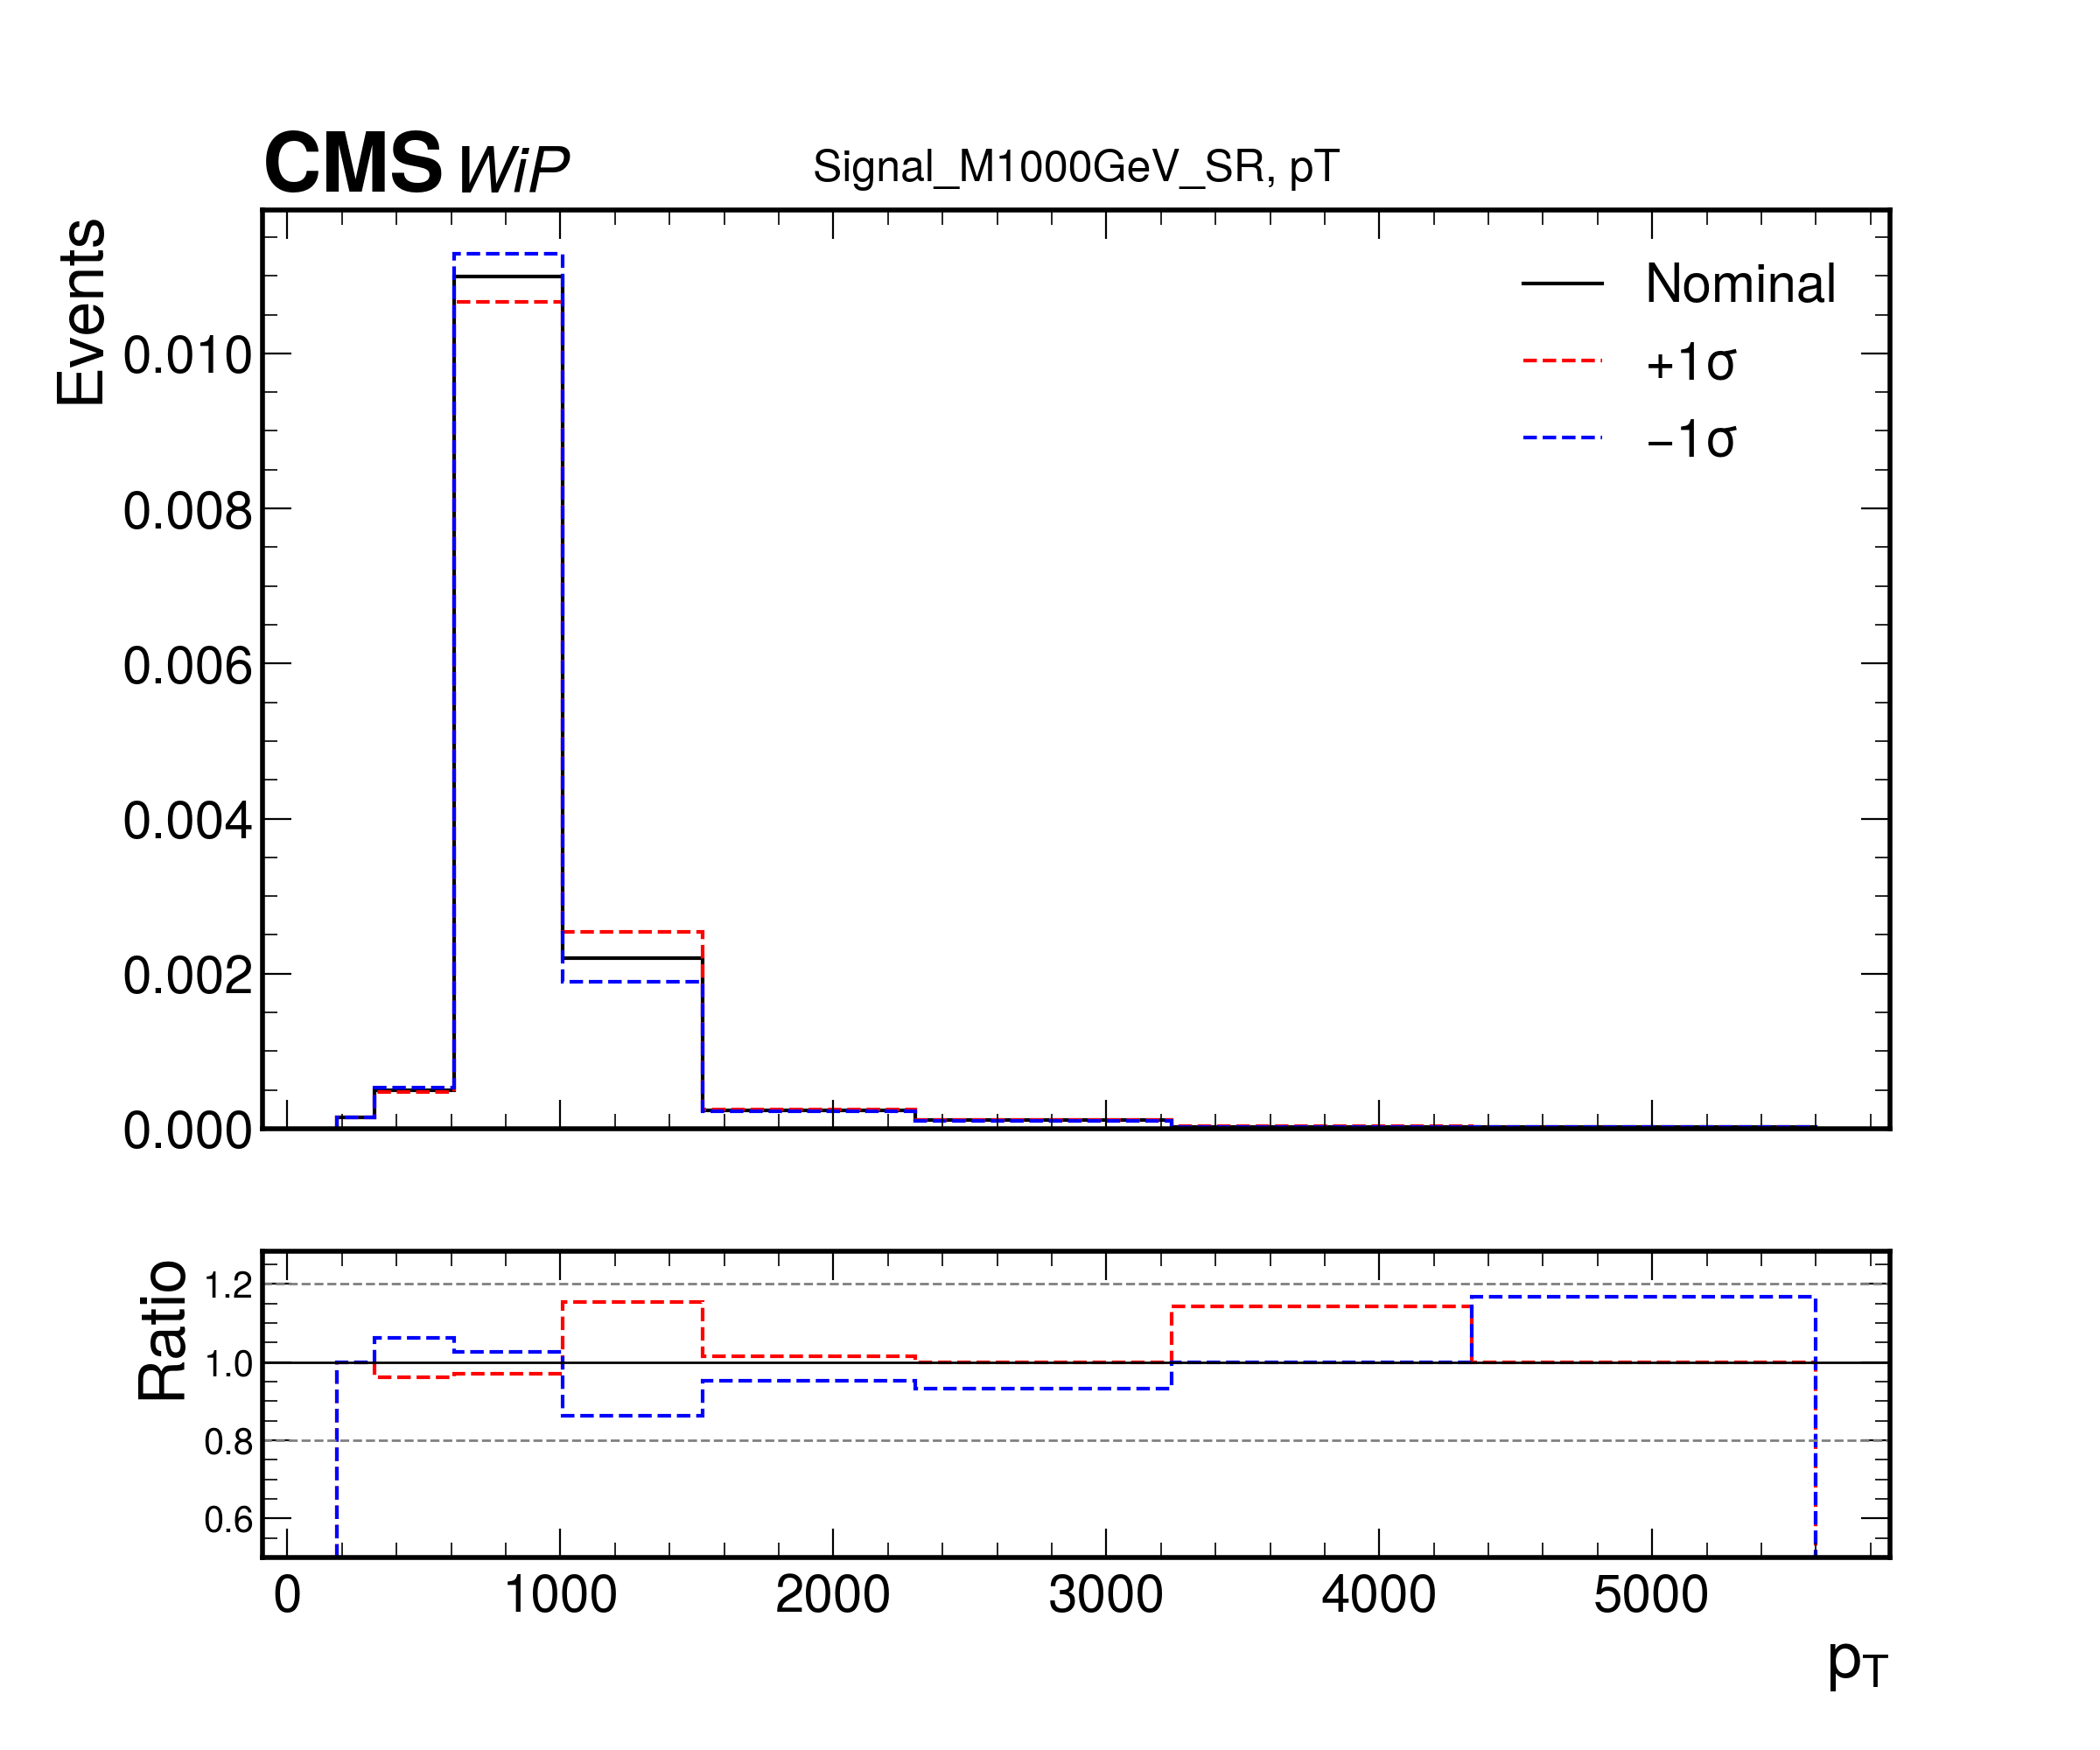 CMS WiP
Signal_M1000GeV_SR, pT
Events
0.010
0.008
0.006
0.004
0.002
0.000
Nominal
+1σ
−1σ
Ratio
1.2
1.0
0.8
0.6
0 1000 2000 3000 4000 5000
pT